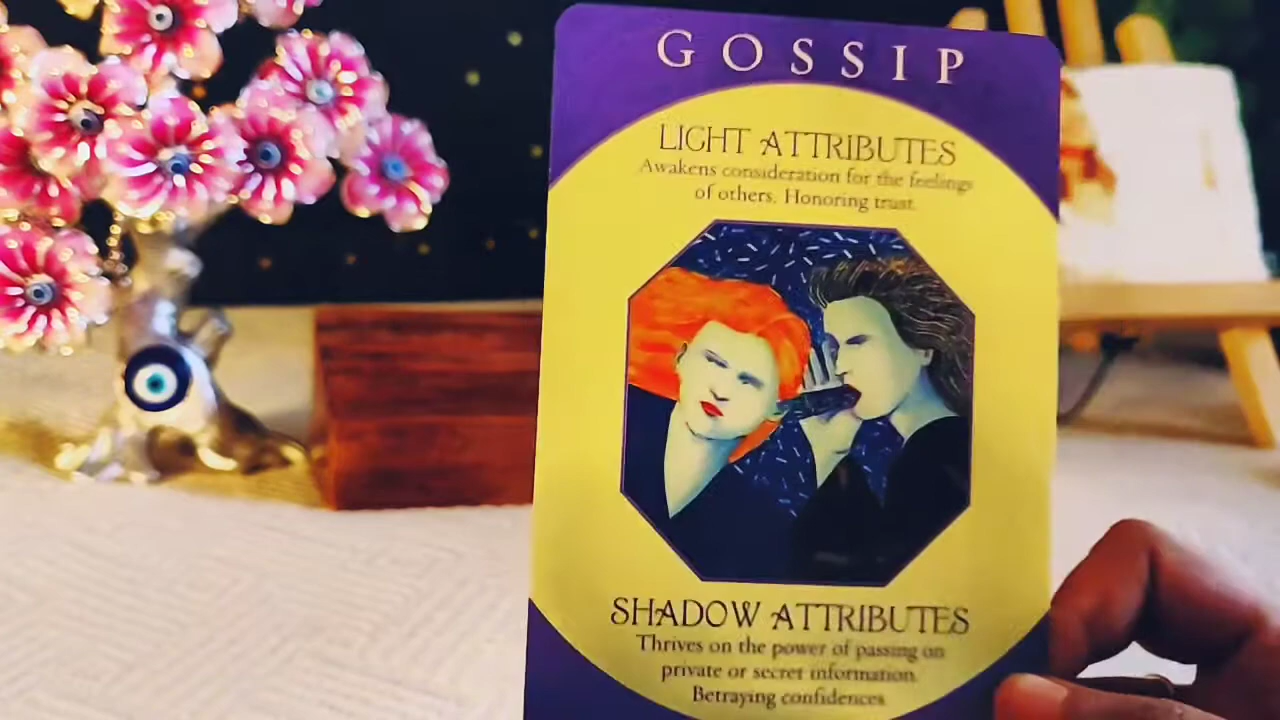 GOSSIP
LIGHT ATTRIBUTES
Awakens consideration for the feelings
of others. Honoring trust.
SHADOW ATTRIBUTES
Thrives on the power of passing on
private or secret information.
Betraying confidences